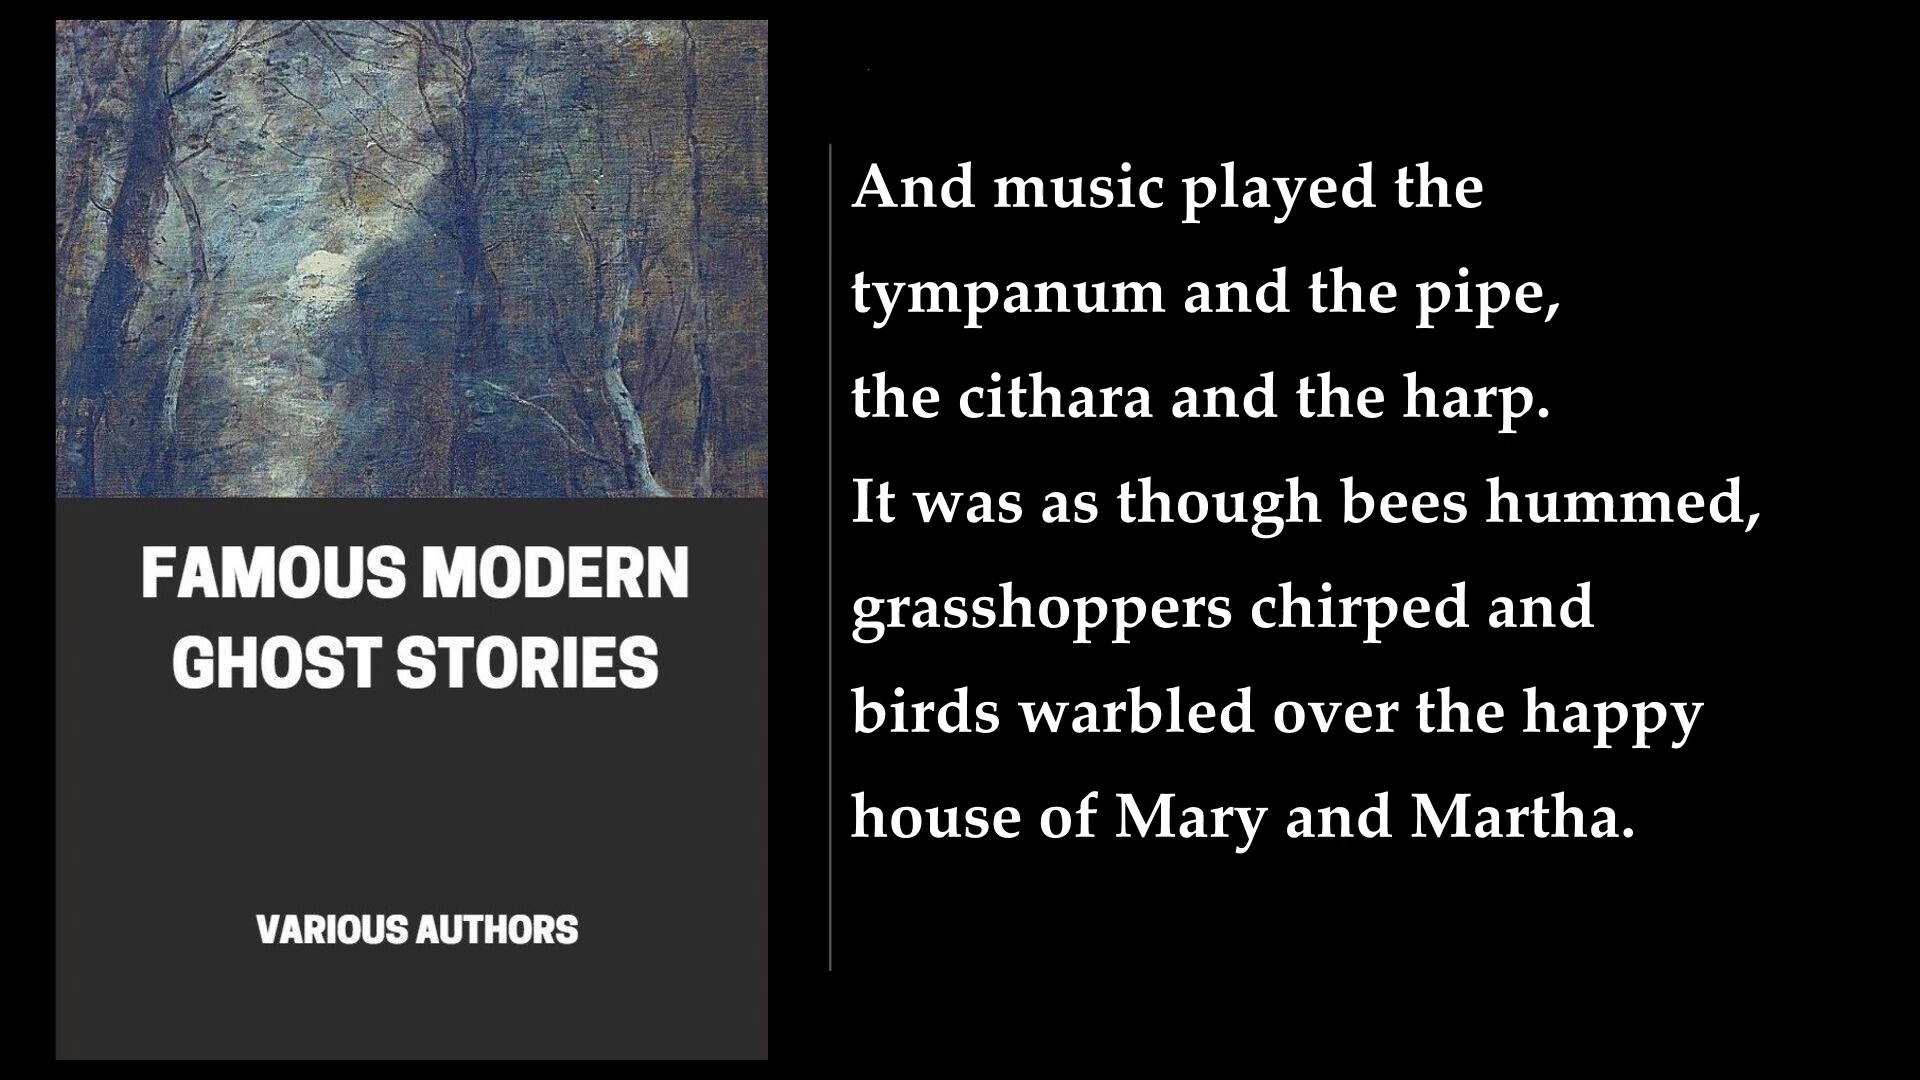 FAMOUS MODERN
GHOST STORIES
VARIOUS AUTHORS
And music played the
tympanum and the pipe,
the cithara and the harp.
It was as though bees hummed,
grasshoppers chirped and
birds warbled over the happy
house of Mary and Martha.